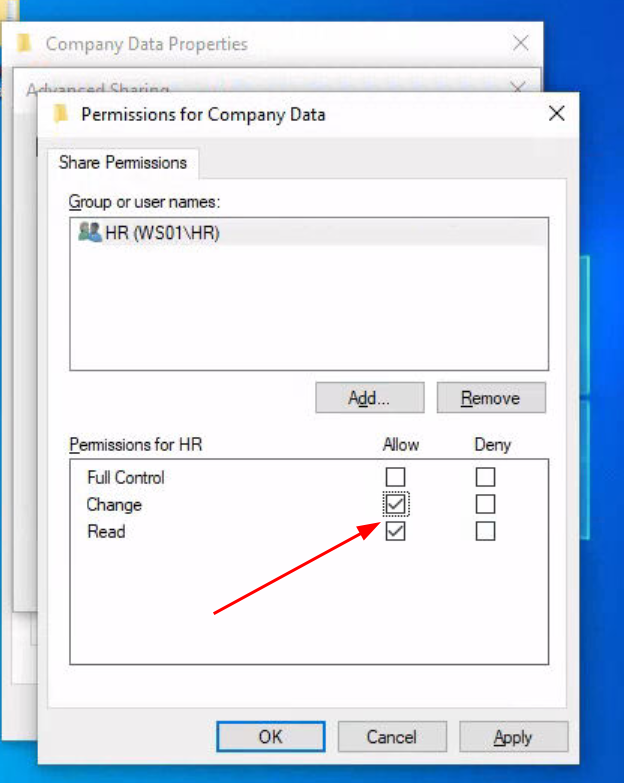 Company Data Properties
Advanced Sharing
Permissions for Company Data
Share Permissions
Group or user names:
HR (WS01\HR)
Add...
Remove
Permissions for HR Allow Deny
Full Control
Change
Read
OK
Cancel
Apply